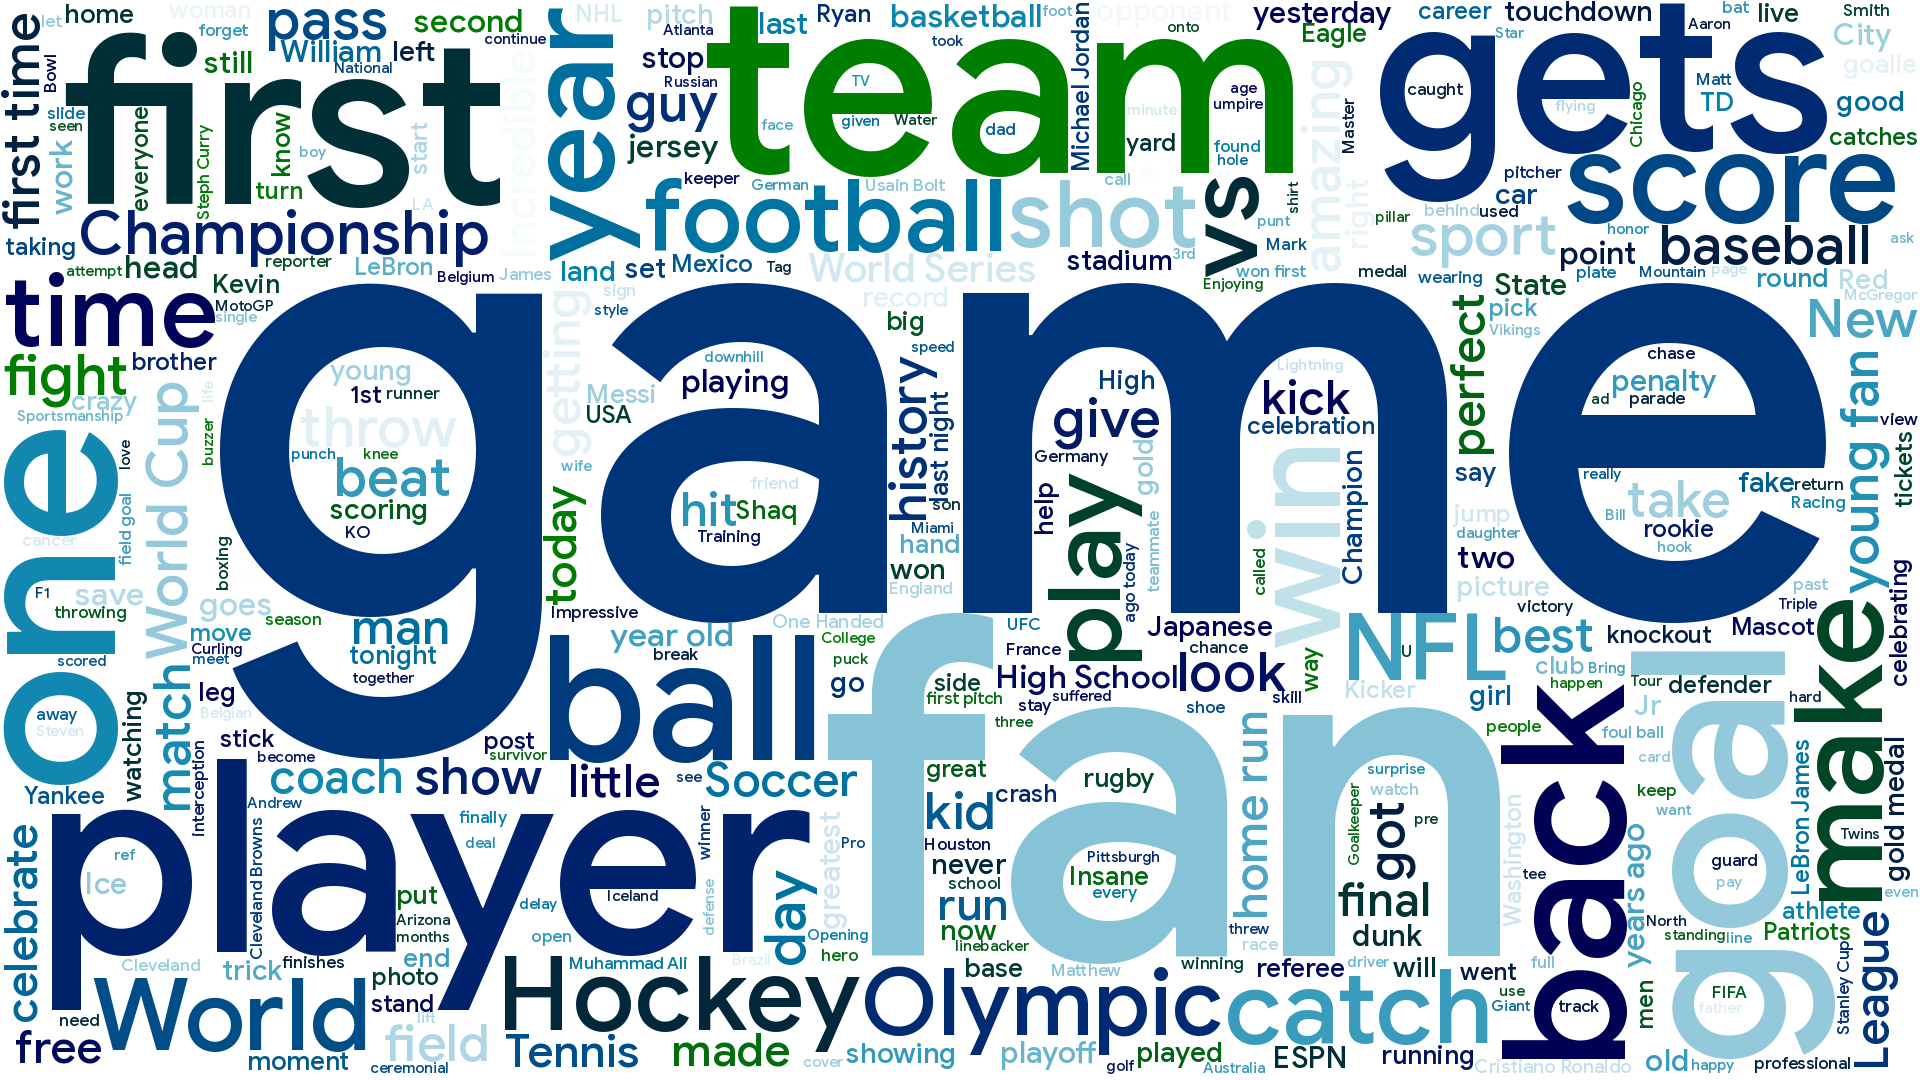 let
home
woman
forget
pass
second
continue
NHL
pitch
Atlanta
last
Ryan
basketball
foot
took
Michael Jordan
opponent
onto
yesterday
Eagle
career
touchdown
Star
bat
Aaron
live
Smith
City
goalie
first time
Bowl
slide
seen
work
everyone
first
still
William
National
left
know
turn
boy
Steph Curry
start
LA
Incredible
year
stop
Russian
guy
jersey
team
TV
face
given
Water
dad
minute
yard
age
umpire
found
hole
really
amazing
Master
right
gets
caught
flying
Chicago
Matt
TD
good
catches
taking
Championship
keeper
German
Usain Bolt
call
football
shot
vs
shirt
punt
Mark
pillar
behind
used
pitcher
car
score
honor
ask
attempt
head
reporter
LeBron
Belgium
James
land
set
Mexico
Tag
World Series
stadium
3rd
won first
Enjoying
medal
sport
wearing
point
plate
baseball
Mountain
page
round
Red
McGregor
Kevin
MotoGP
single
time
sign
style
record
big
State
pick
Vikings
New
fight
brother
crazy
life
Sportsmanship
buzzer
love
World Cup
game
young
1st
runner
throw
punch
knee
beat
scoring
KO
getting
wife
Messi
USA
downhill
playing
friend
hit
Shaq
Training
speed
history
last night
son
Miami
hand
won
England
High
give
Germany
help
play
ago today
teammate
gold
Lightning
kick
celebration
win
called
Champion
perfect
say
jump
daughter
two
picture
victory
chase
penalty
ad
parade
really
take
Bill
rookie
hook
fake
return
Racing
past
Triple
young fan
view
tickets
celebrating
one
cancer
field goal
F1
save
throwing
scored
boxing
goes
season
move
Curling
meet
man
tonight
together
today
Impressive
year old
break
One Handed
College
puck
go
UFC
France
Japanese
chance
High School
look
suffered
stay
skill
shoe
way
NFL
U
Kicker
best
knockout
club
Bring
happen
girl
people
Mascot
Tour
defender
hard
Jr
foul ball
card
make
away
Steven
watching
match
leg
Belgian
stick
become
interception
post
survivor
ball
side
first pitch
three
fan
back
goal
gold medal
Yankee
Andrew
coach
show
little
see
Soccer
great
kid
crash
rugby
home run
surprise
watch
Goalkeeper
got
pre
Washington
keep
want
years ago
LeBron James
Twins
celebrate
ref
Ice
Cleveland Browns
player
finally
deal
delay
open
Iceland
winner
defense
day
greatest
Pro
Houston
never
school
Pittsburgh
Insane
every
run
now
linebacker
threw
race
final
dunk
tee
guard
pay
even
athlete
Patriots
North
standing
line
put
Arizona
months
end
finishes
Cleveland
trick
photo
stand
lift
Muhammad Ali
Brazil
Opening
hero
base
Matthew
winning
referee
driver
will
went
full
use
Giant
track
men
FIFA
father
Stanley Cup
League
need
free
World
moment
ceremonial
field
Hockey
Tennis
made
cover
showing
Olympic
playoff
golf
played
Australia
catch
ESPN
running
Cristiano Ronaldo
old
happy
professional